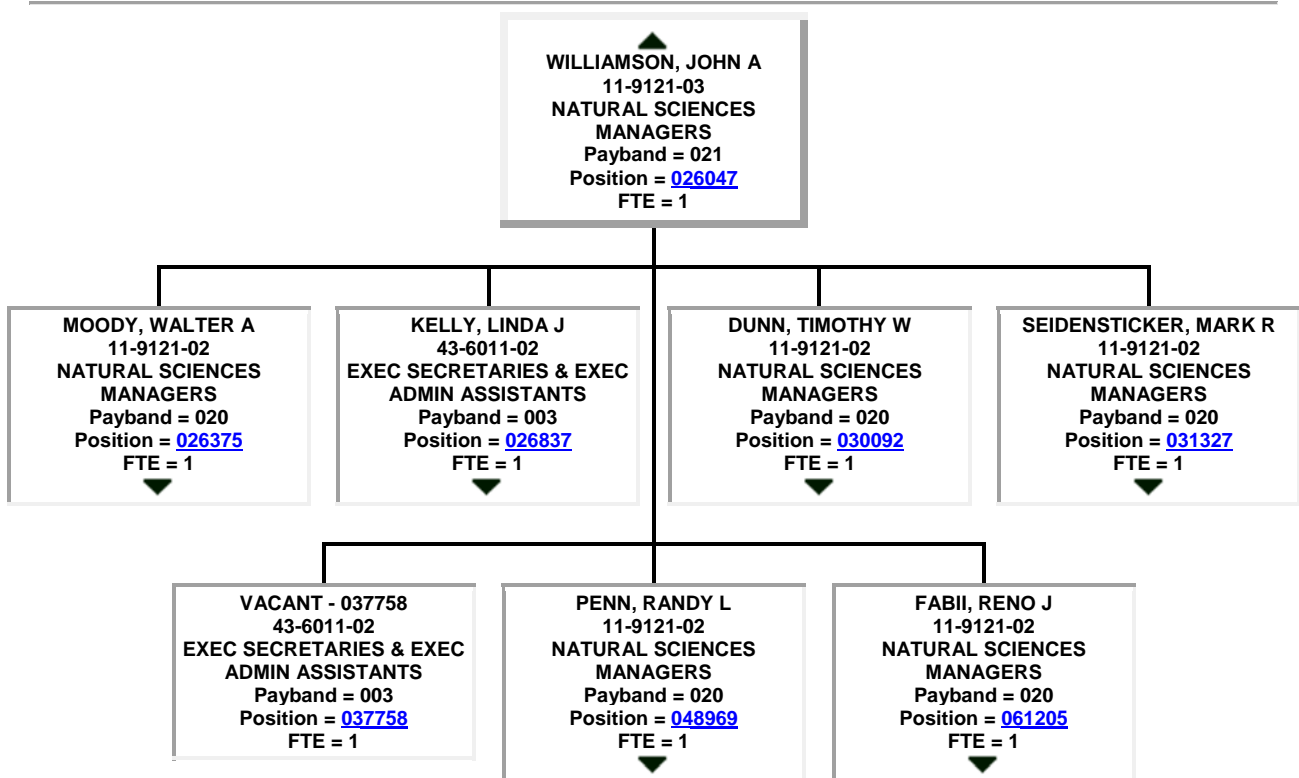 WILLIAMSON, JOHN A
11-9121-03
NATURAL SCIENCES
MANAGERS
Payband = 021
Position = 026047
FTE = 1
MOODY, WALTER A
11-9121-02
NATURAL SCIENCES
MANAGERS
Payband = 020
Position = 026375
FTE = 1
KELLY, LINDA J
43-6011-02
EXEC SECRETARIES & EXEC
ADMIN ASSISTANTS
Payband = 003
Position = 026837
FTE = 1
DUNN, TIMOTHY W
11-9121-02
NATURAL SCIENCES
MANAGERS
Payband = 020
Position = 030092
FTE = 1
SEIDENSTICKER, MARK R
11-9121-02
NATURAL SCIENCES
MANAGERS
Payband = 020
Position = 031327
FTE = 1
VACANT - 037758
43-6011-02
EXEC SECRETARIES & EXEC
ADMIN ASSISTANTS
Payband = 003
Position = 037758
FTE = 1
PENN, RANDY L
11-9121-02
NATURAL SCIENCES
MANAGERS
Payband = 020
Position = 048969
FTE = 1
FABII, RENO J
11-9121-02
NATURAL SCIENCES
MANAGERS
Payband = 020
Position = 061205
FTE = 1